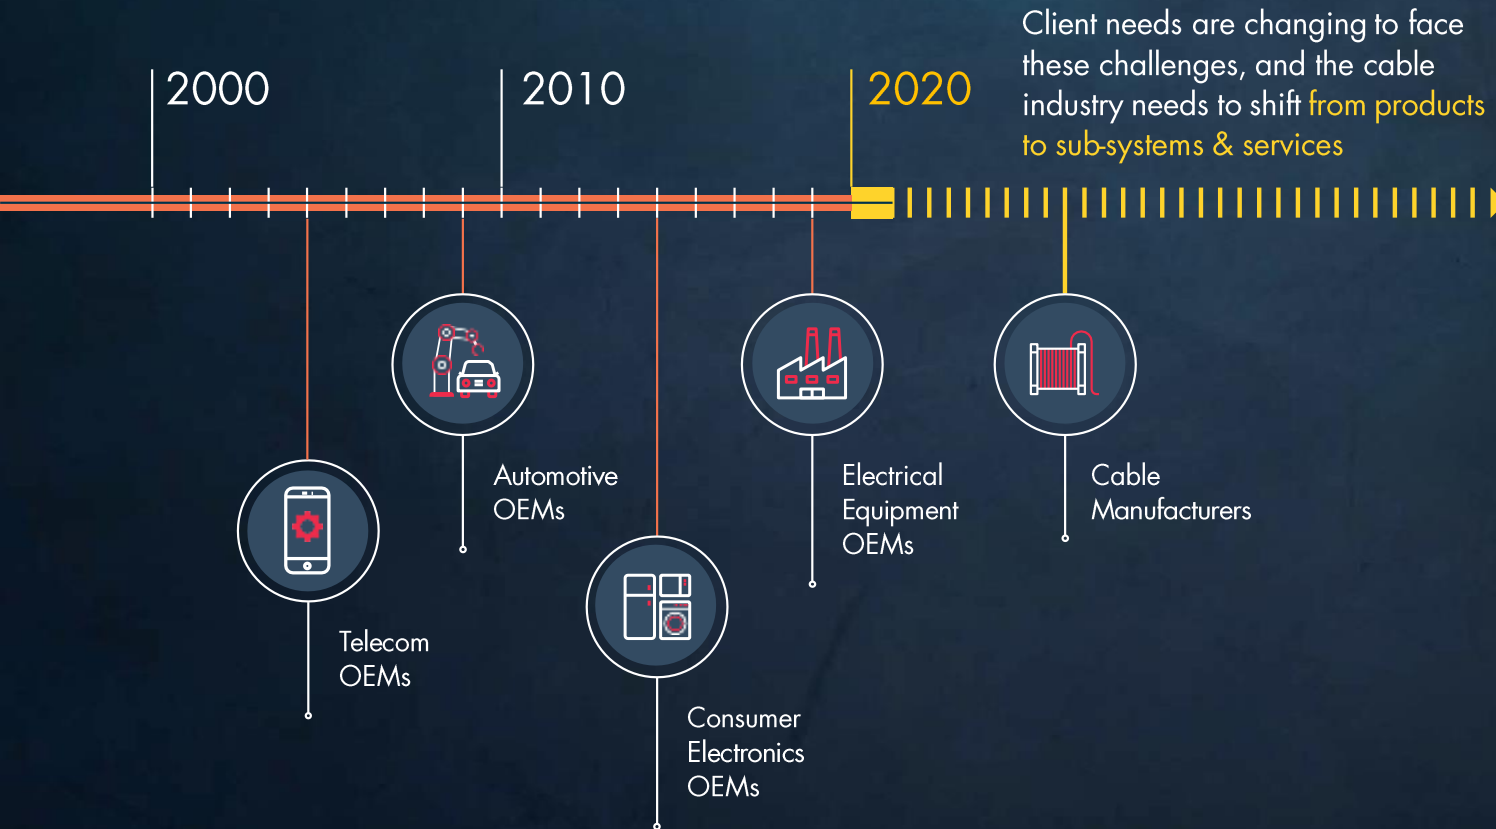 2000
2010
2020
Client needs are changing to face
these challenges, and the cable
industry needs to shift from products
to sub-systems & services
Automotive
OEMs
Electrical
Equipment
OEMs
Cable
Manufacturers
Telecom
OEMs
Consumer
Electronics
OEMs